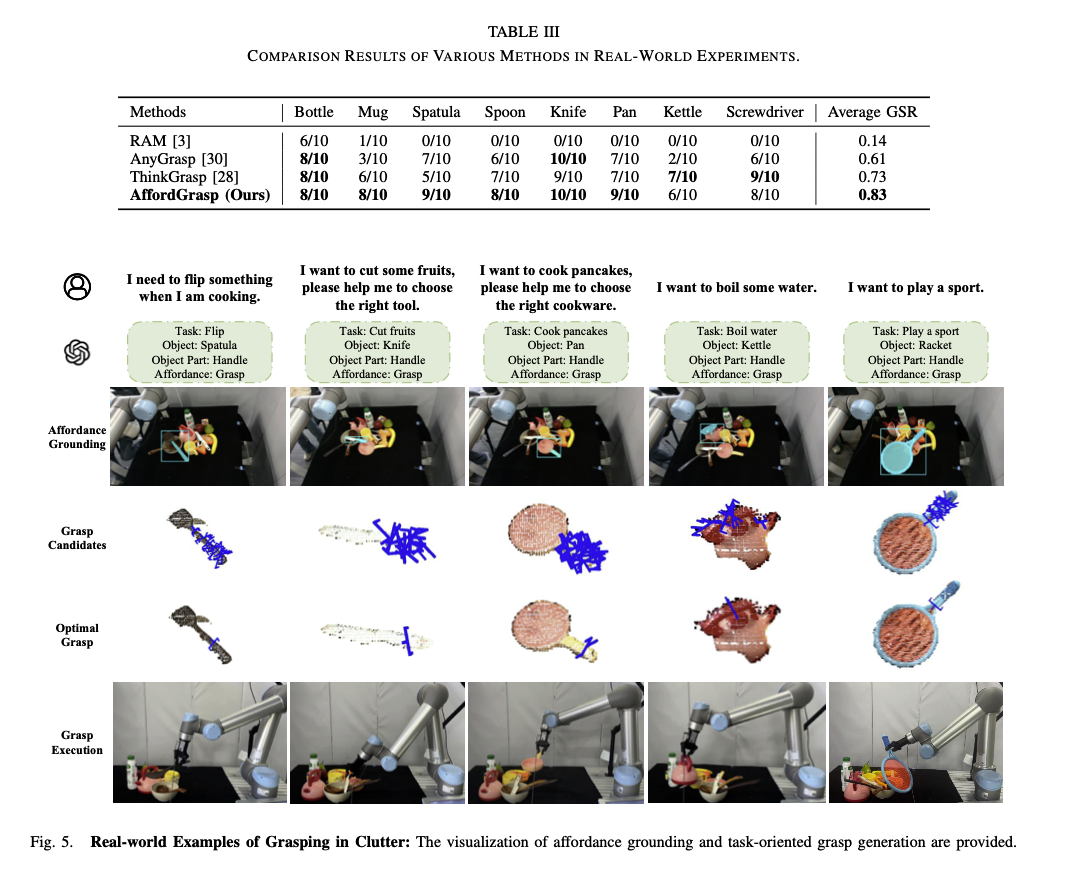 TABLE III
COMPARISON RESULTS OF VARIOUS METHODS IN REAL-WORLD EXPERIMENTS.
Methods Bottle Mug Spatula Spoon Knife Pan Kettle Screwdriver Average GSR
RAM [3] 6/10 1/10 0/10 0/10 0/10 0/10 0/10 0/10 0.14
AnyGrasp [30] 8/10 3/10 7/10 6/10 10/10 7/10 2/10 6/10 0.61
ThinkGrasp [28] 8/10 6/10 5/10 7/10 9/10 7/10 7/10 9/10 0.73
AffordGrasp (Ours) 8/10 8/10 9/10 8/10 10/10 9/10 6/10 8/10 0.83
I need to flip something
when I am cooking.
I want to cut some fruits,
please help me to choose
the right tool.
I want to cook pancakes,
please help me to choose
the right cookware.
I want to boil some water.
I want to play a sport.
Task: Flip
Object: Spatula
Object Part: Handle
Affordance: Grasp
Task: Cut fruits
Object: Knife
Object Part: Handle
Affordance: Grasp
Task: Cook pancakes
Object: Pan
Object Part: Handle
Affordance: Grasp
Task: Boil water
Object: Kettle
Object Part: Handle
Affordance: Grasp
Task: Play a sport
Object: Racket
Object Part: Handle
Affordance: Grasp
Affordance
Grounding
Grasp
Candidates
Optimal
Grasp
Grasp
Execution
Fig. 5. Real-world Examples of Grasping in Clutter: The visualization of affordance grounding and task-oriented grasp generation are provided.